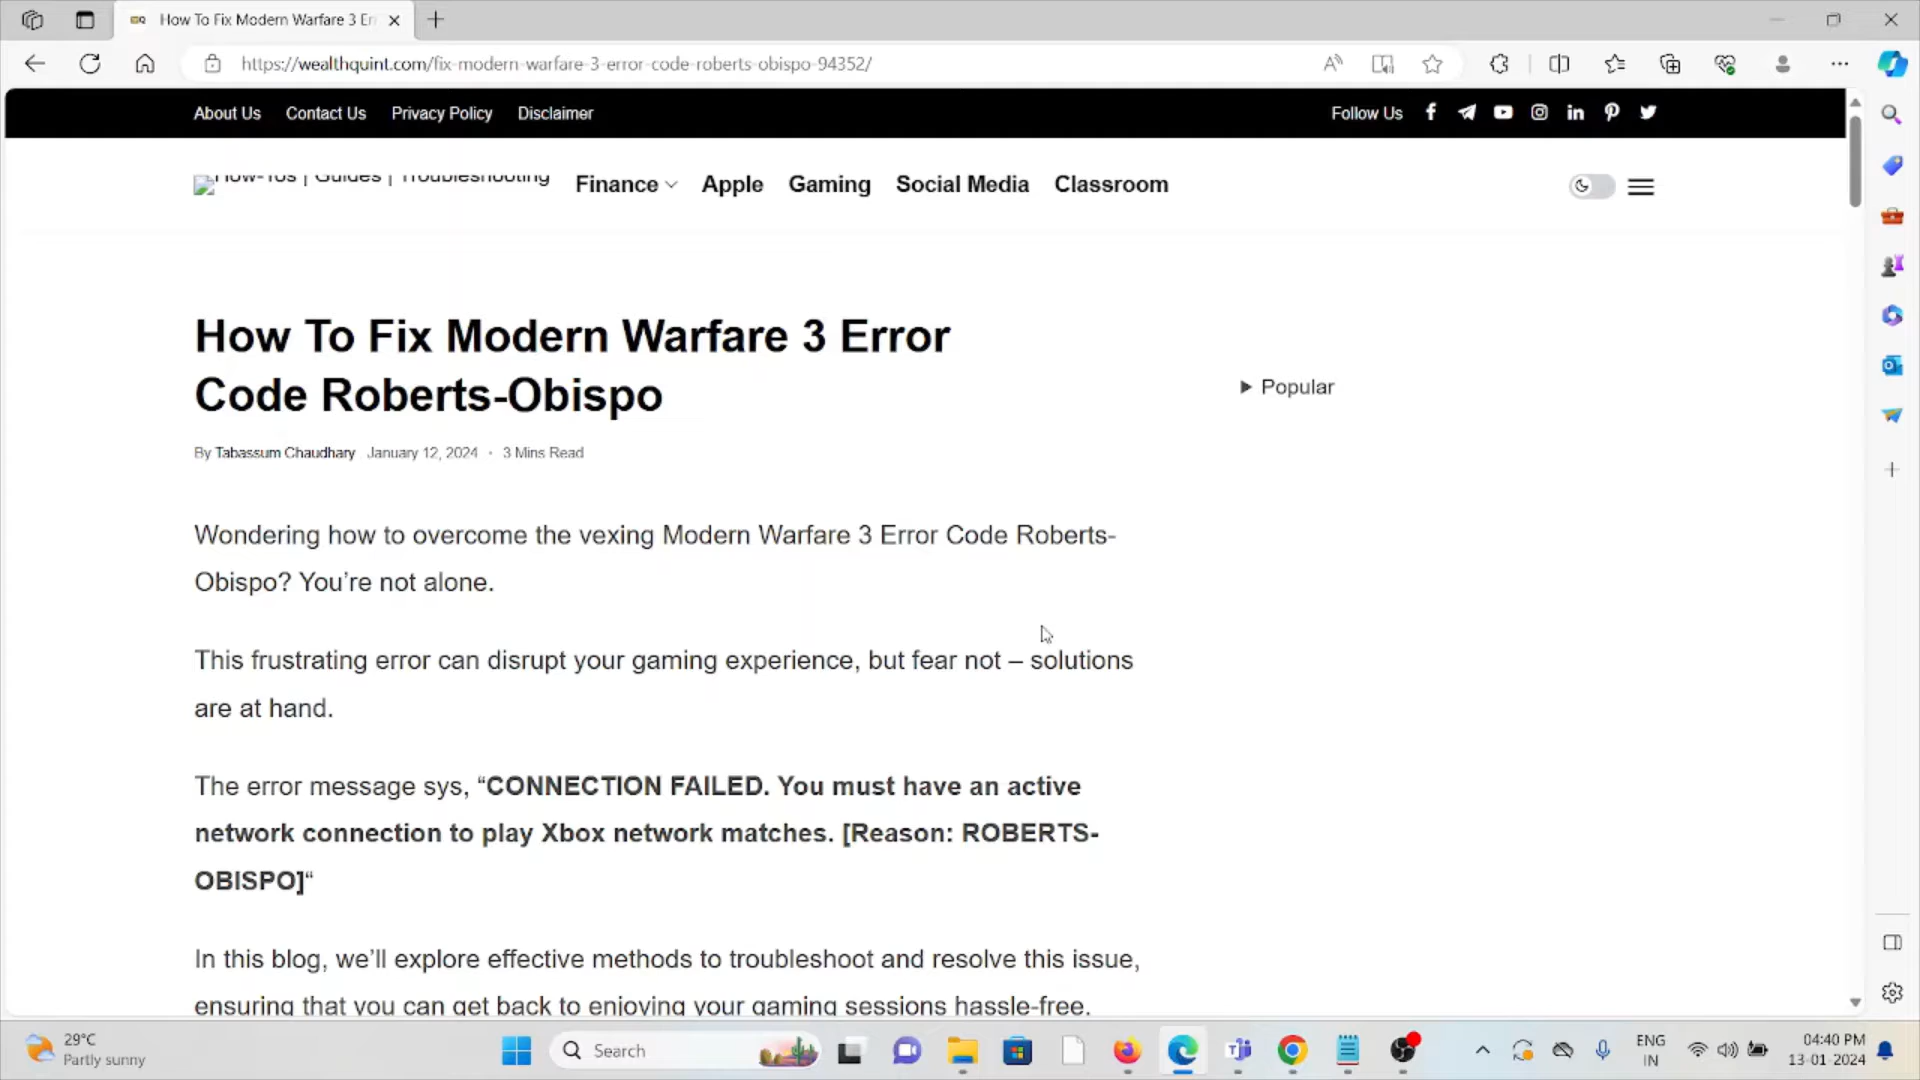 How To Fix Modern Warfare 3 Er
https://wealthquint.com/fix-modern-warfare-3-error-code-roberts-obispo-94352/
About Us Contact Us Privacy Policy Disclaimer Follow Us
How-Tos | Guides | Troubleshooting Finance Apple Gaming Social Media Classroom
How To Fix Modern Warfare 3 Error
Code Roberts-Obispo
Popular
By Tabassum Chaudhary January 12, 2024 • 3 Mins Read
Wondering how to overcome the vexing Modern Warfare 3 Error Code Roberts-
Obispo? You’re not alone.
This frustrating error can disrupt your gaming experience, but fear not – solutions
are at hand.
The error message sys, “CONNECTION FAILED. You must have an active
network connection to play Xbox network matches. [Reason: ROBERTS-
OBISPO]“
In this blog, we’ll explore effective methods to troubleshoot and resolve this issue,
ensuring that you can get back to enjoying your gaming sessions hassle-free.
29°C
Partly sunny
Search
ENG
IN
04:40 PM
13-01-2024